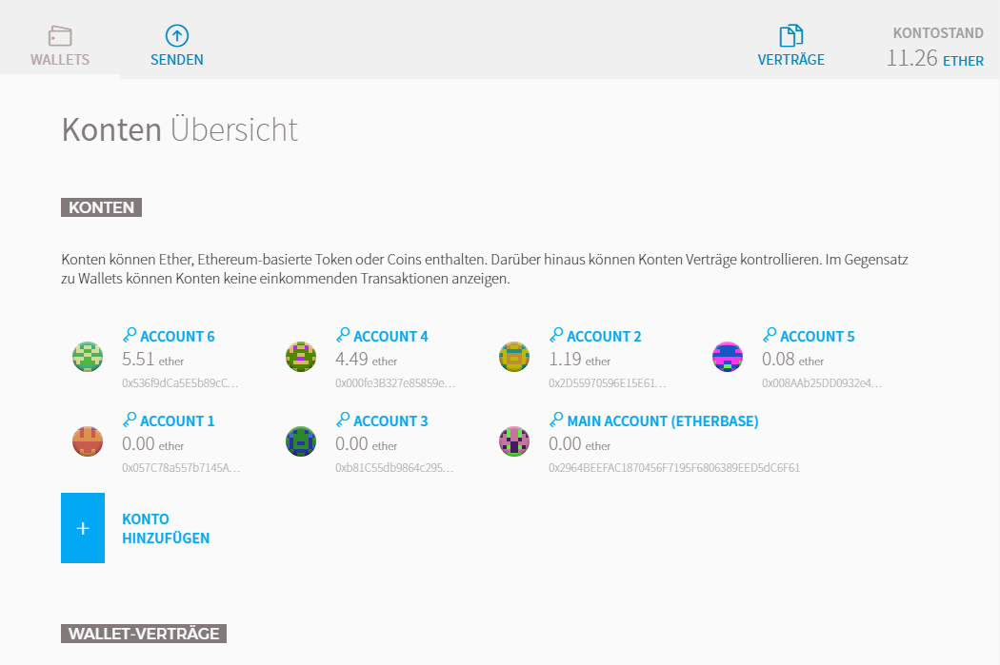 WALLETS
SENDEN
VERTRÄGE
KONTOSTAND
11.26 ETHER
Konten Übersicht
KONTEN
Konten können Ether, Ethereum-basierte Token oder Coins enthalten. Darüber hinaus können Konten Verträge kontrollieren. Im Gegensatz
zu Wallets können Konten keine einkommenden Transaktionen anzeigen.
ACCOUNT 6
5.51 ether
0x536f9dCa5E5b89cC...
ACCOUNT 4
4.49 ether
0x000fe3B327e85859e...
ACCOUNT 2
1.19 ether
0x2D55970596E15E61...
ACCOUNT 5
0.08 ether
0x008AAb25DD0932e4...
ACCOUNT 1
0.00 ether
0x057C78a557b7145A...
ACCOUNT 3
0.00 ether
0xb81C55db9864c295...
MAIN ACCOUNT (ETHERBASE)
0.00 ether
0x2964BEEFAC1870456F7195F6806389EED5dC6F61
+
KONTO
HINZUFÜGEN
WALLET-VERTRÄGE